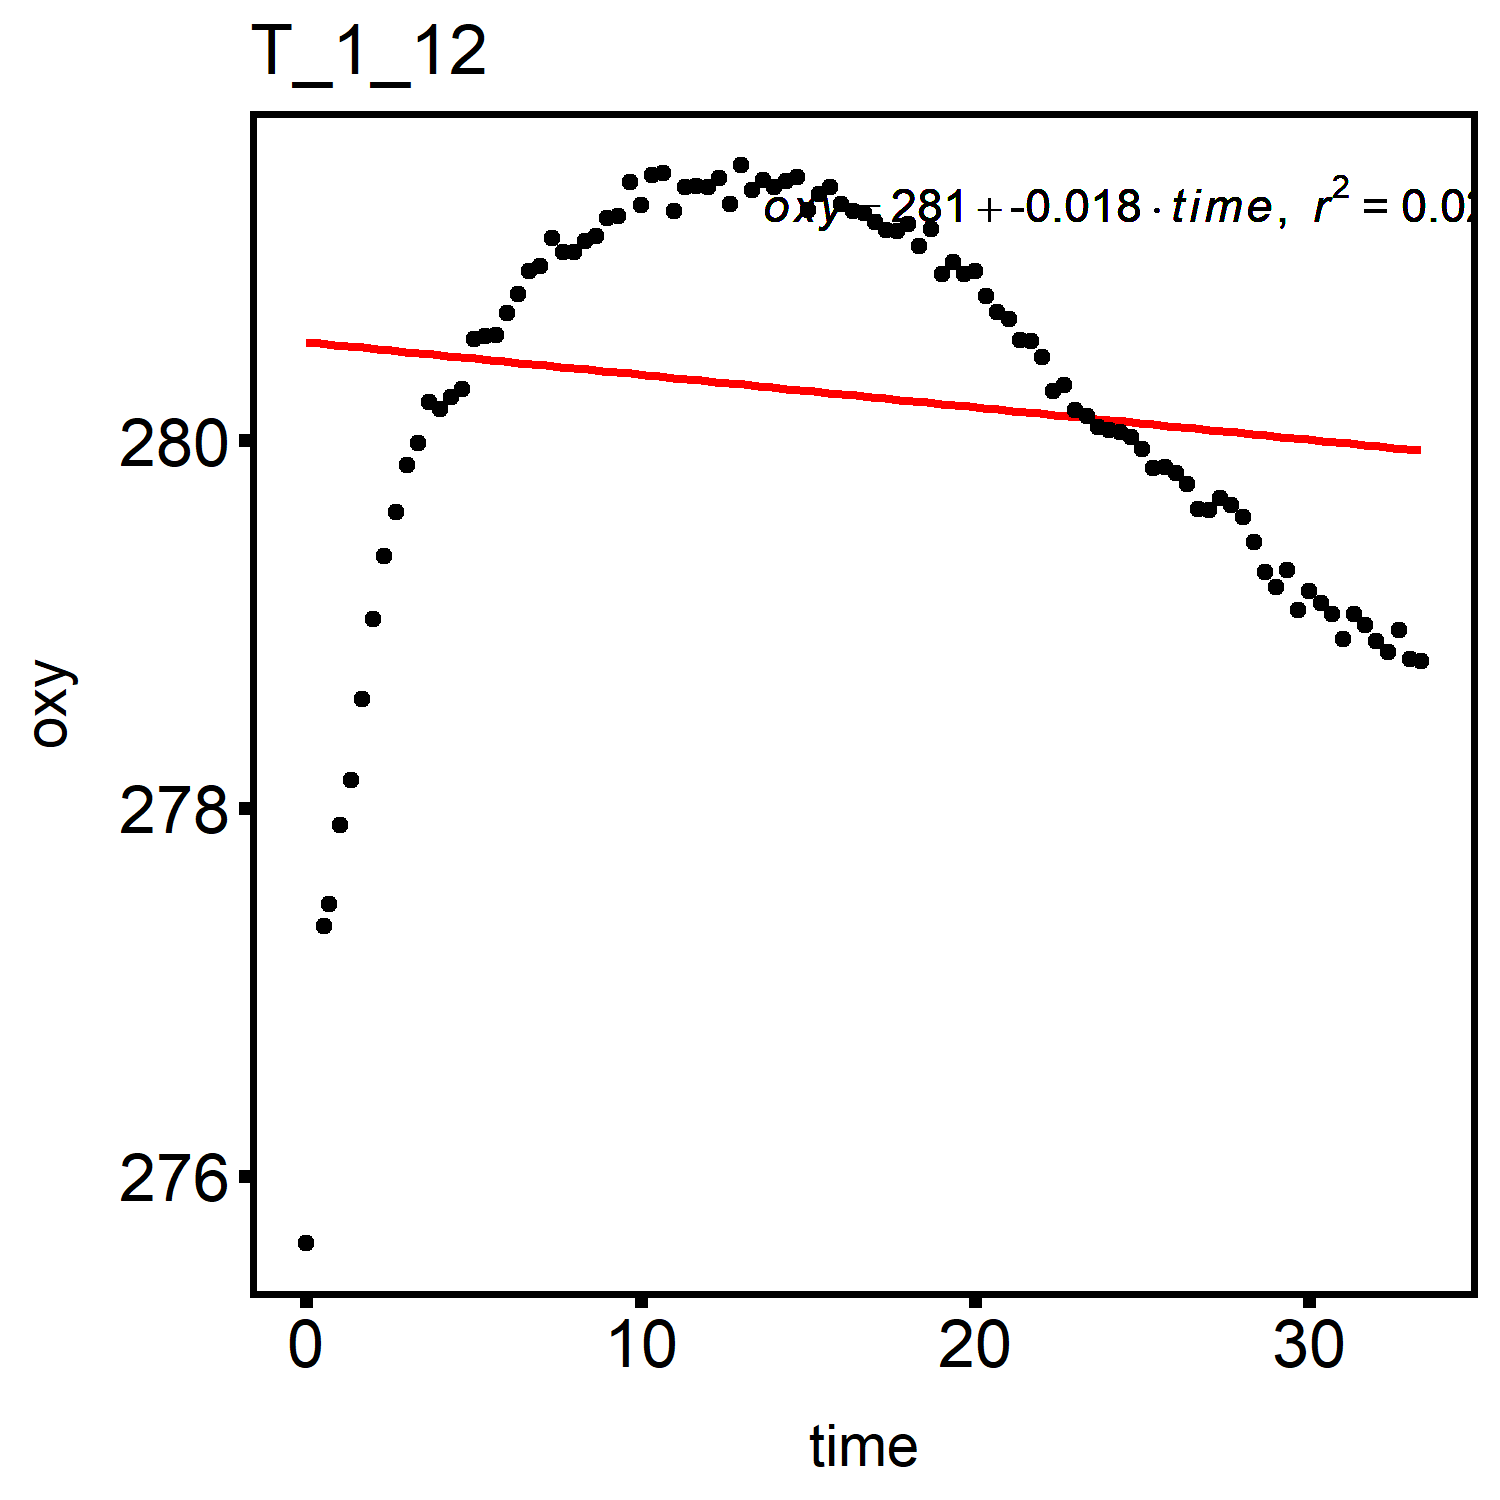 T_1_12
oxy = 281 + -0.018 · time, r² = 0.0
280
278
276
oxy
0 10 20 30
time